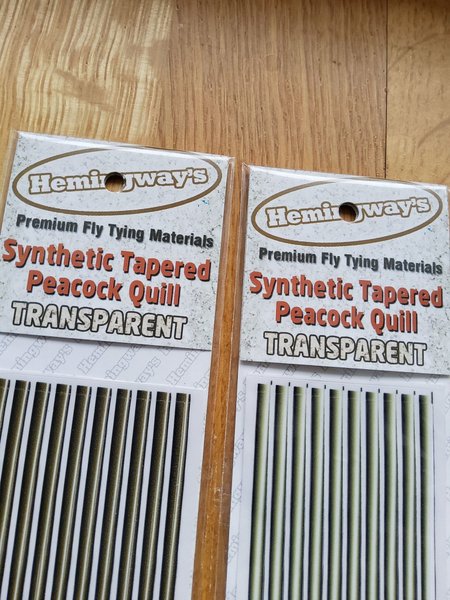 Hemingway's
Premium Fly Tying Materials
Synthetic Tapered
Peacock Quill
TRANSPARENT
Hemingway's
Premium Fly Tying Materials
Synthetic Tapered
Peacock Quill
TRANSPARENT